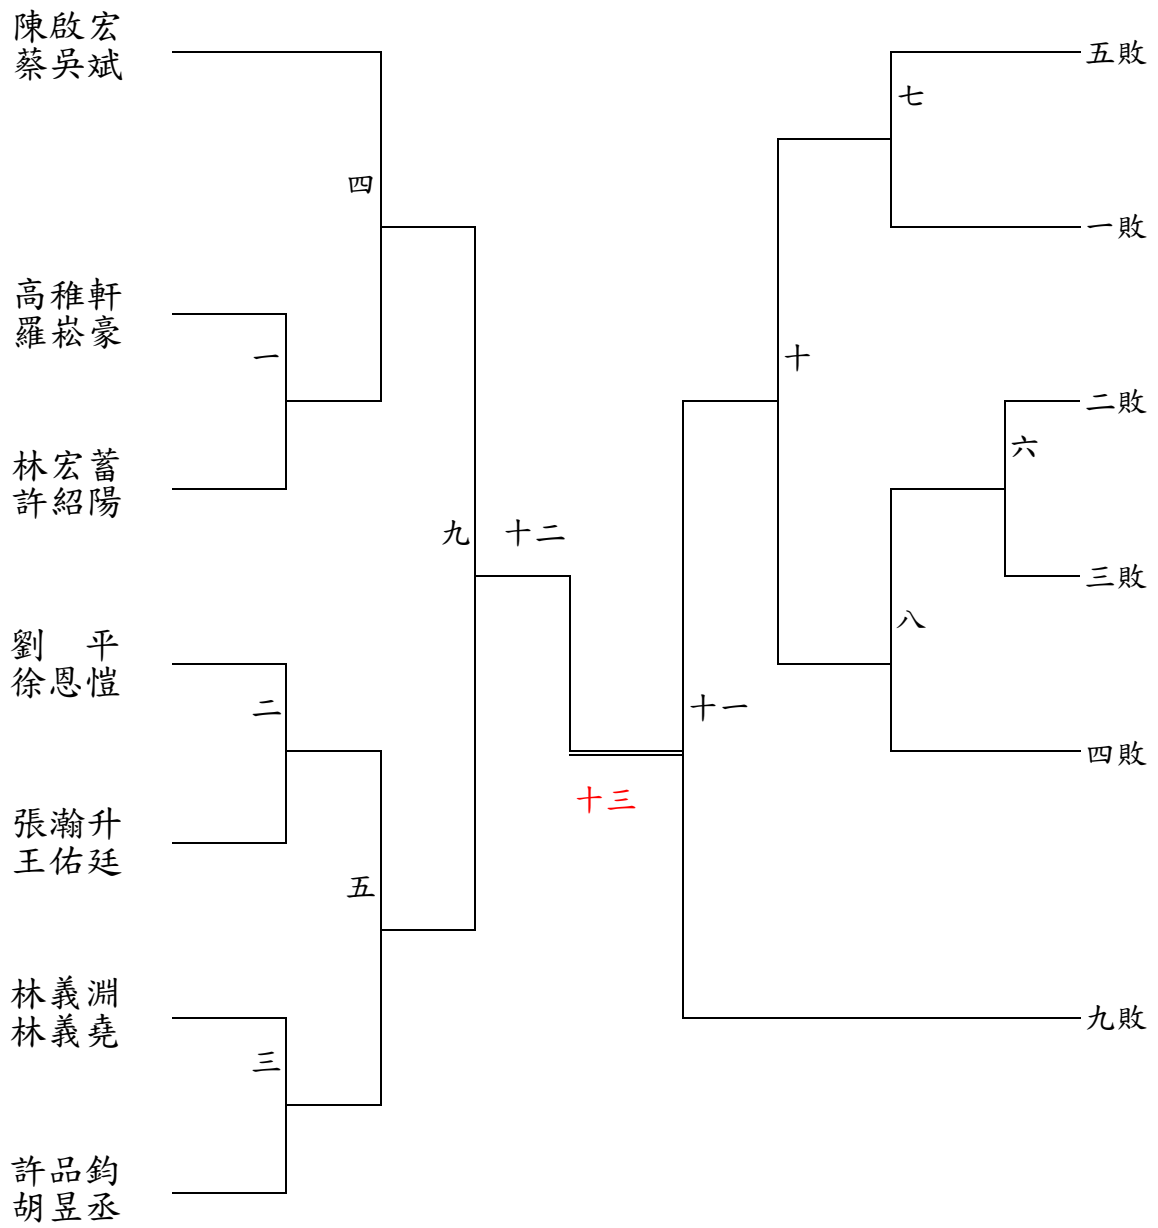 陳啟宏
蔡吳斌
高稚軒
羅崧豪
林宏蓄
許紹陽
劉　平
徐恩愷
張瀚升
王佑廷
林義淵
林義堯
許品鈞
胡昱丞
四
一
二
五
三
九
十二
十三
十一
十
七
六
八
五敗
一敗
二敗
三敗
四敗
九敗